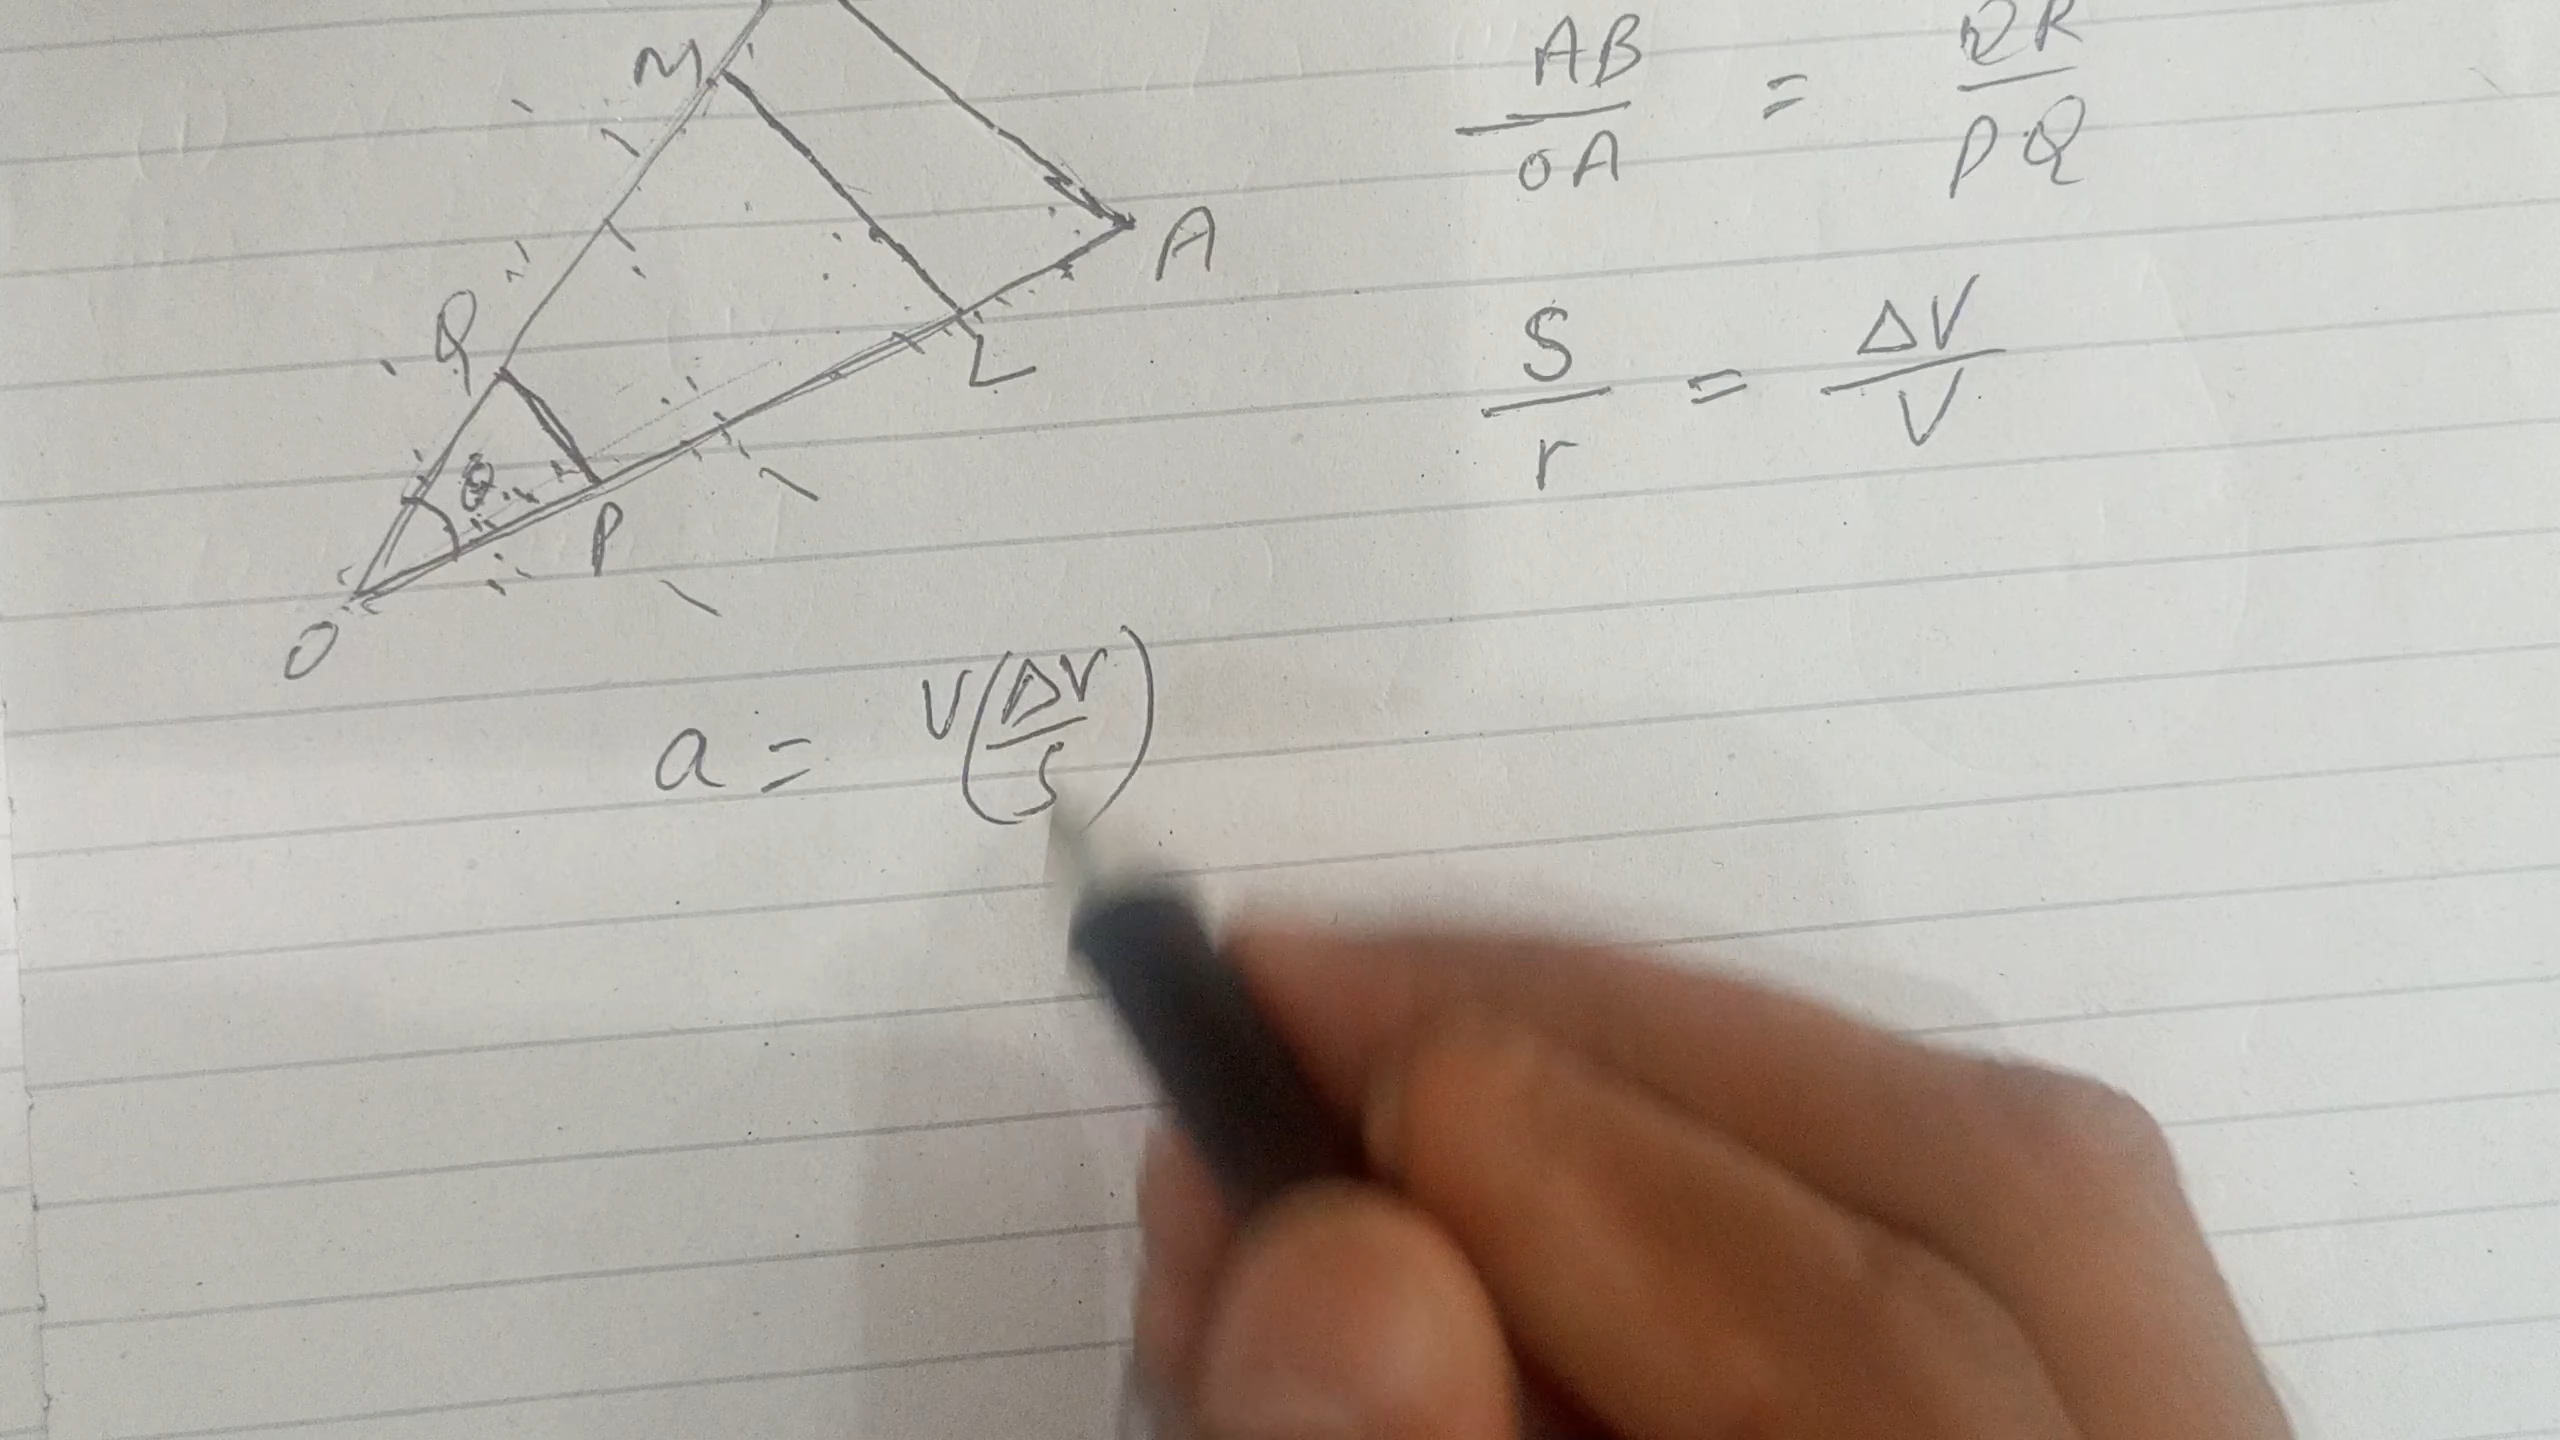 M
Q
A
L
θ
P
O
AB/OA = QR/PQ
S/r = ΔV/V
a = V(ΔV/S)